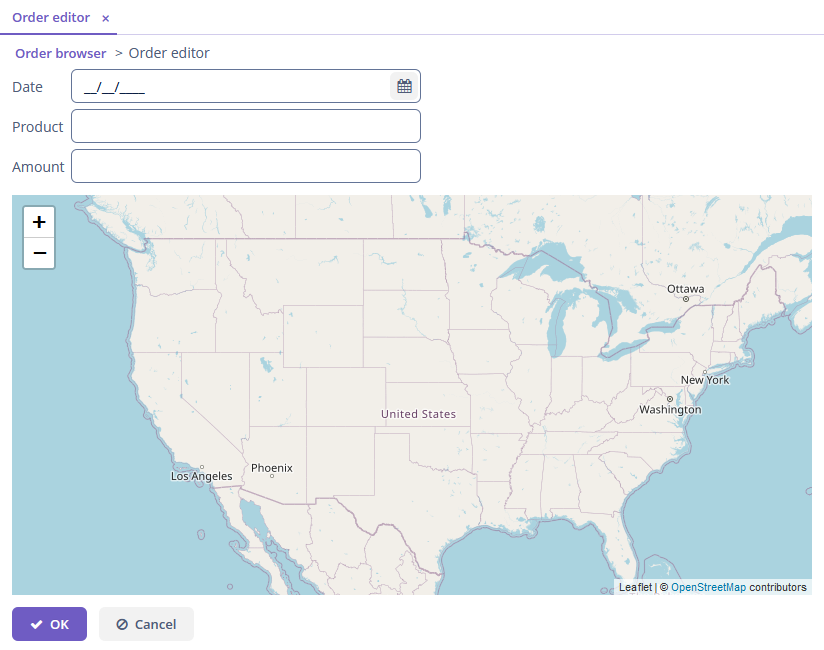 Order editor ×
Order browser > Order editor
Date __/__/____
Product
Amount
+
−
Ottawa
New York
United States
Washington
Phoenix
Los Angeles
Leaflet | © OpenStreetMap contributors
OK
Cancel